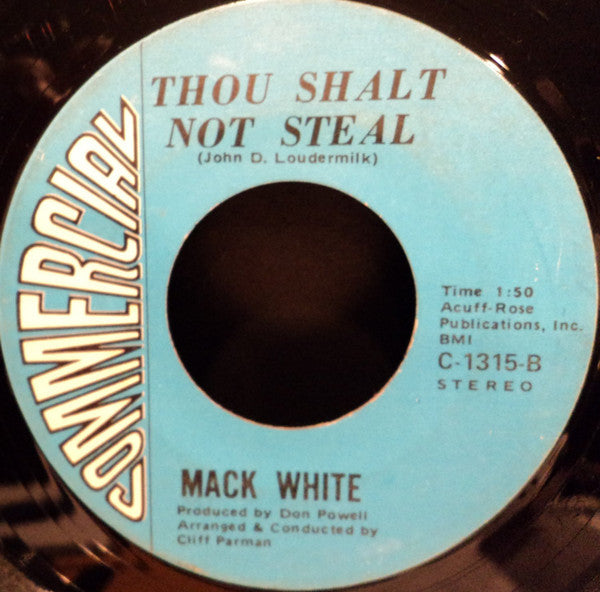 COMMERCIAL
THOU SHALT
NOT STEAL
(John D. Loudermilk)
Time 1:50
Acuff-Rose
Publications, Inc.
BMI
C-1315-B
STEREO
MACK WHITE
Produced by Don Powell
Arranged & Conducted by
Cliff Parman